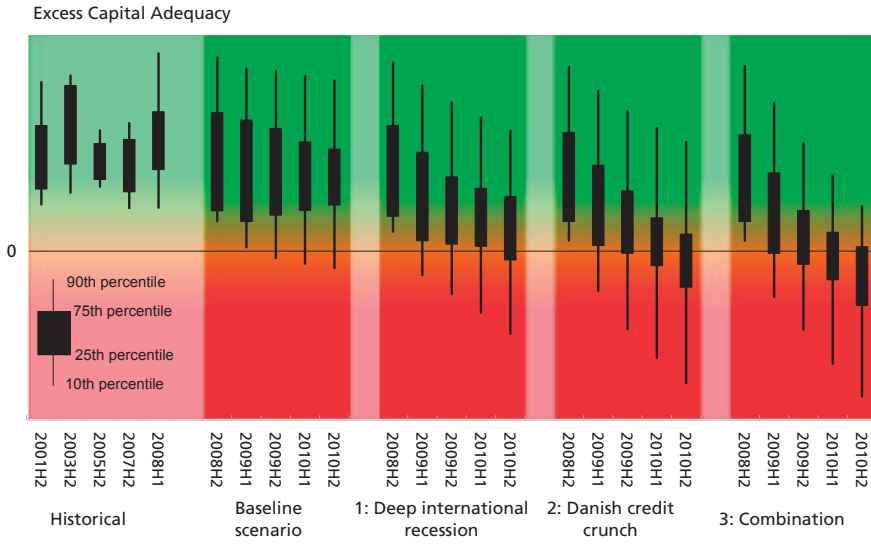 Excess Capital Adequacy
0
90th percentile
75th percentile
25th percentile
10th percentile
2001H2
2003H2
2005H2
2007H2
2008H1
2008H2
2009H1
2009H2
2010H1
2010H2
2008H2
2009H1
2009H2
2010H1
2010H2
2008H2
2009H1
2009H2
2010H1
2010H2
2008H2
2009H1
2009H2
2010H1
2010H2
Historical
Baseline
scenario
1: Deep international
recession
2: Danish credit
crunch
3: Combination